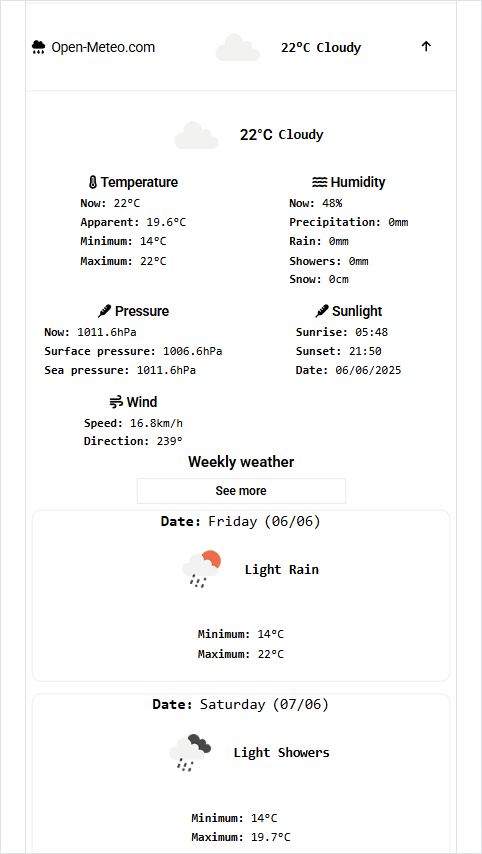 Open-Meteo.com
22°C Cloudy
22°C Cloudy
Temperature
Now: 22°C
Apparent: 19.6°C
Minimum: 14°C
Maximum: 22°C
Humidity
Now: 48%
Precipitation: 0mm
Rain: 0mm
Showers: 0mm
Snow: 0cm
Pressure
Now: 1011.6hPa
Surface pressure: 1006.6hPa
Sea pressure: 1011.6hPa
Sunlight
Sunrise: 05:48
Sunset: 21:50
Date: 06/06/2025
Wind
Speed: 16.8km/h
Direction: 239°
Weekly weather
See more
Date: Friday (06/06)
Light Rain
Minimum: 14°C
Maximum: 22°C
Date: Saturday (07/06)
Light Showers
Minimum: 14°C
Maximum: 19.7°C